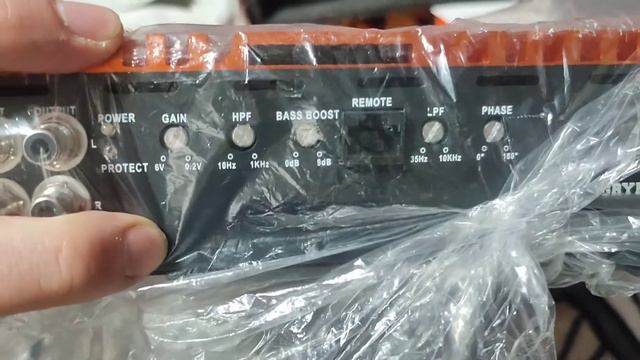 OUTPUT
POWER
GAIN
HPF
BASS BOOST
REMOTE
LPF
PHASE
L
PROTECT
6V 0.2V
10Hz 1KHz
0dB 9dB
35Hz 10KHz
0°
R